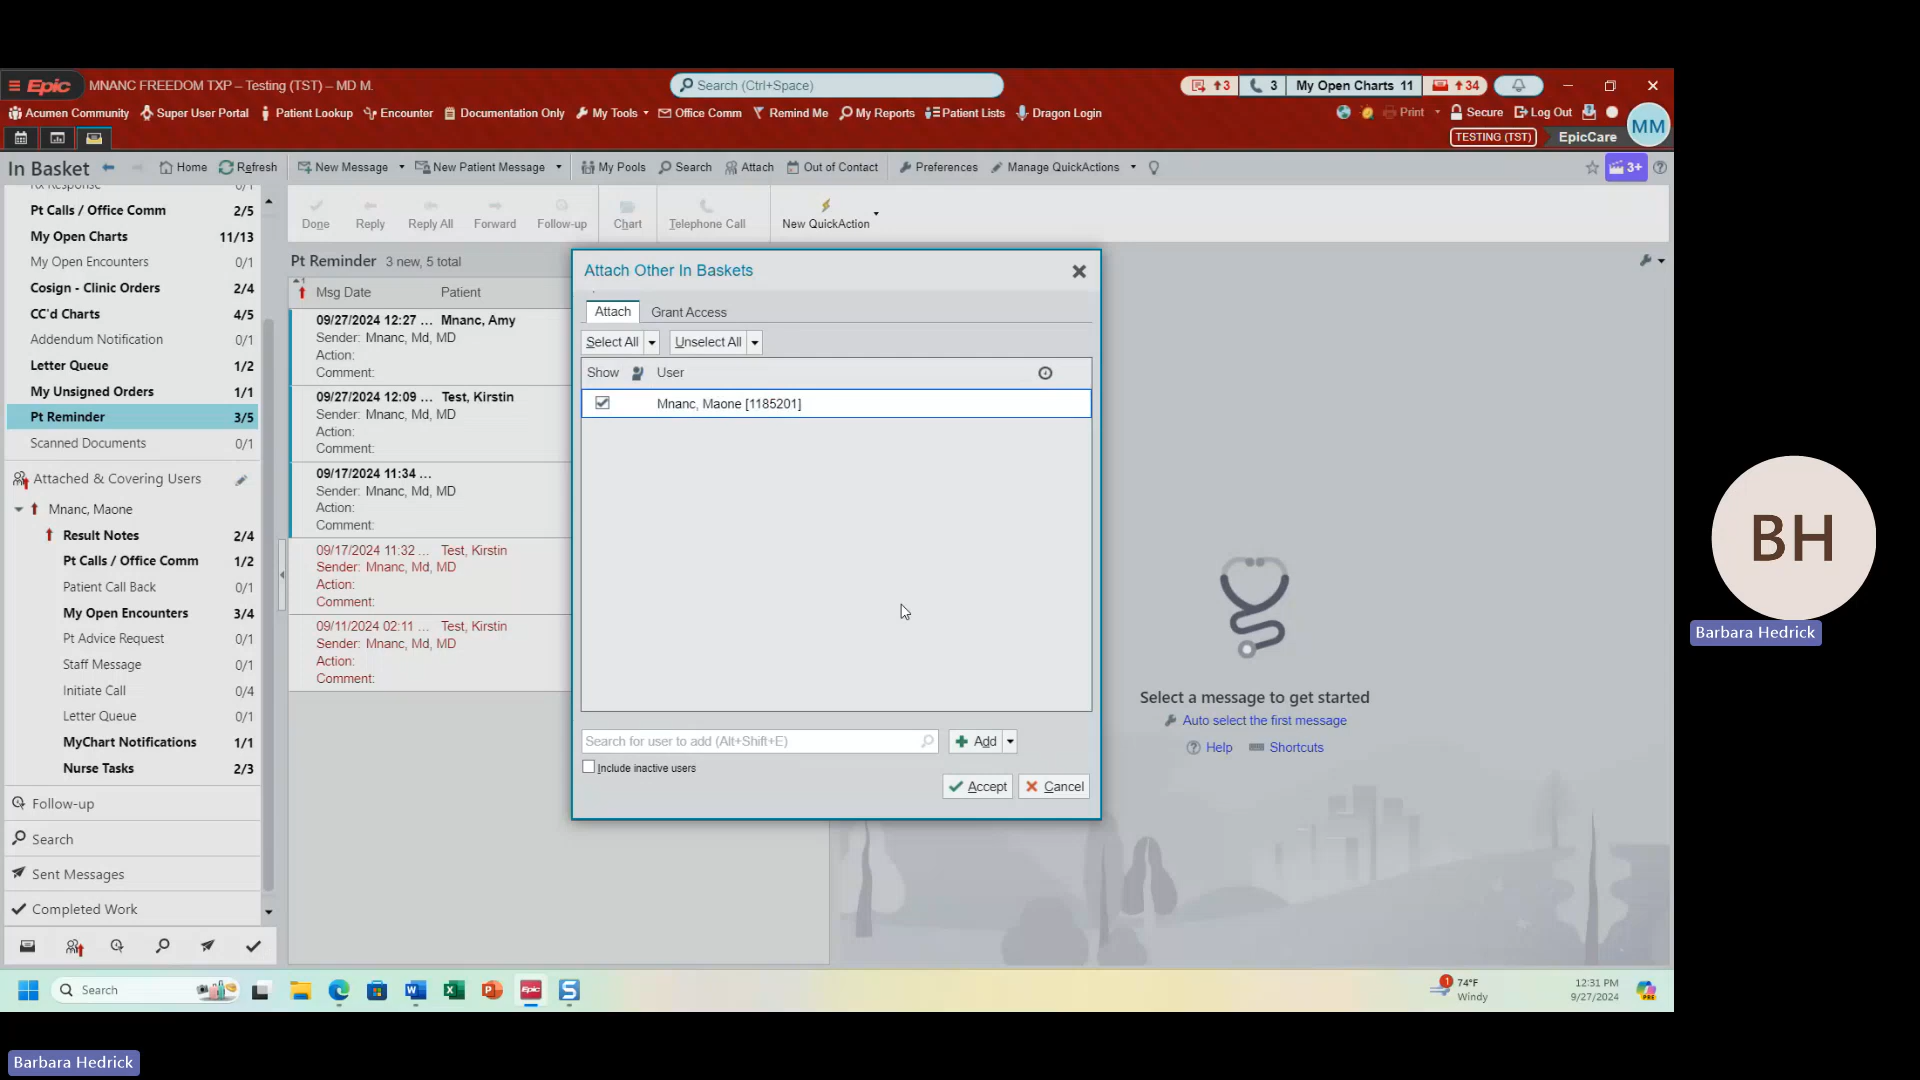 Epic
MNANC FREEDOM TXP – Testing (TST) – MD M.
Search (Ctrl+Space)
3
3
My Open Charts 11
34
Acumen Community
Super User Portal
Patient Lookup
Encounter
Documentation Only
My Tools
Office Comm
Remind Me
My Reports
Patient Lists
Dragon Login
Print
Secure
Log Out
MM
TESTING (TST)
EpicCare
In Basket
Home
Refresh
New Message
New Patient Message
My Pools
Search
Attach
Out of Contact
Preferences
Manage QuickActions
3+
Rx Response 0/1
Pt Calls / Office Comm 2/5
My Open Charts 11/13
My Open Encounters 0/1
Cosign - Clinic Orders 2/4
CC'd Charts 4/5
Addendum Notification 0/1
Letter Queue 1/2
My Unsigned Orders 1/1
Pt Reminder 3/5
Scanned Documents 0/1
Attached & Covering Users
Mnanc, Maone
Result Notes 2/4
Pt Calls / Office Comm 1/2
Patient Call Back 0/1
My Open Encounters 3/4
Pt Advice Request 0/1
Staff Message 0/1
Initiate Call 0/4
Letter Queue 0/1
MyChart Notifications 1/1
Nurse Tasks 2/3
Follow-up
Search
Sent Messages
Completed Work
Done
Reply
Reply All
Forward
Follow-up
Chart
Telephone Call
New QuickAction
Pt Reminder 3 new, 5 total
Msg Date Patient
09/27/2024 12:27 ... Mnanc, Amy
Sender: Mnanc, Md, MD
Action:
Comment:
09/27/2024 12:09 ... Test, Kirstin
Sender: Mnanc, Md, MD
Action:
Comment:
09/17/2024 11:34 ...
Sender: Mnanc, Md, MD
Action:
Comment:
09/17/2024 11:32 ... Test, Kirstin
Sender: Mnanc, Md, MD
Action:
Comment:
09/11/2024 02:11 ... Test, Kirstin
Sender: Mnanc, Md, MD
Action:
Comment:
Attach Other In Baskets
Attach
Grant Access
Select All
Unselect All
Show User
Mnanc, Maone [1185201]
Search for user to add (Alt+Shift+E)
Add
Include inactive users
Accept
Cancel
Select a message to get started
Auto select the first message
Help
Shortcuts
BH
Barbara Hedrick
Search
Epic
1
74°F
Windy
12:31 PM
9/27/2024
PRE
Barbara Hedrick